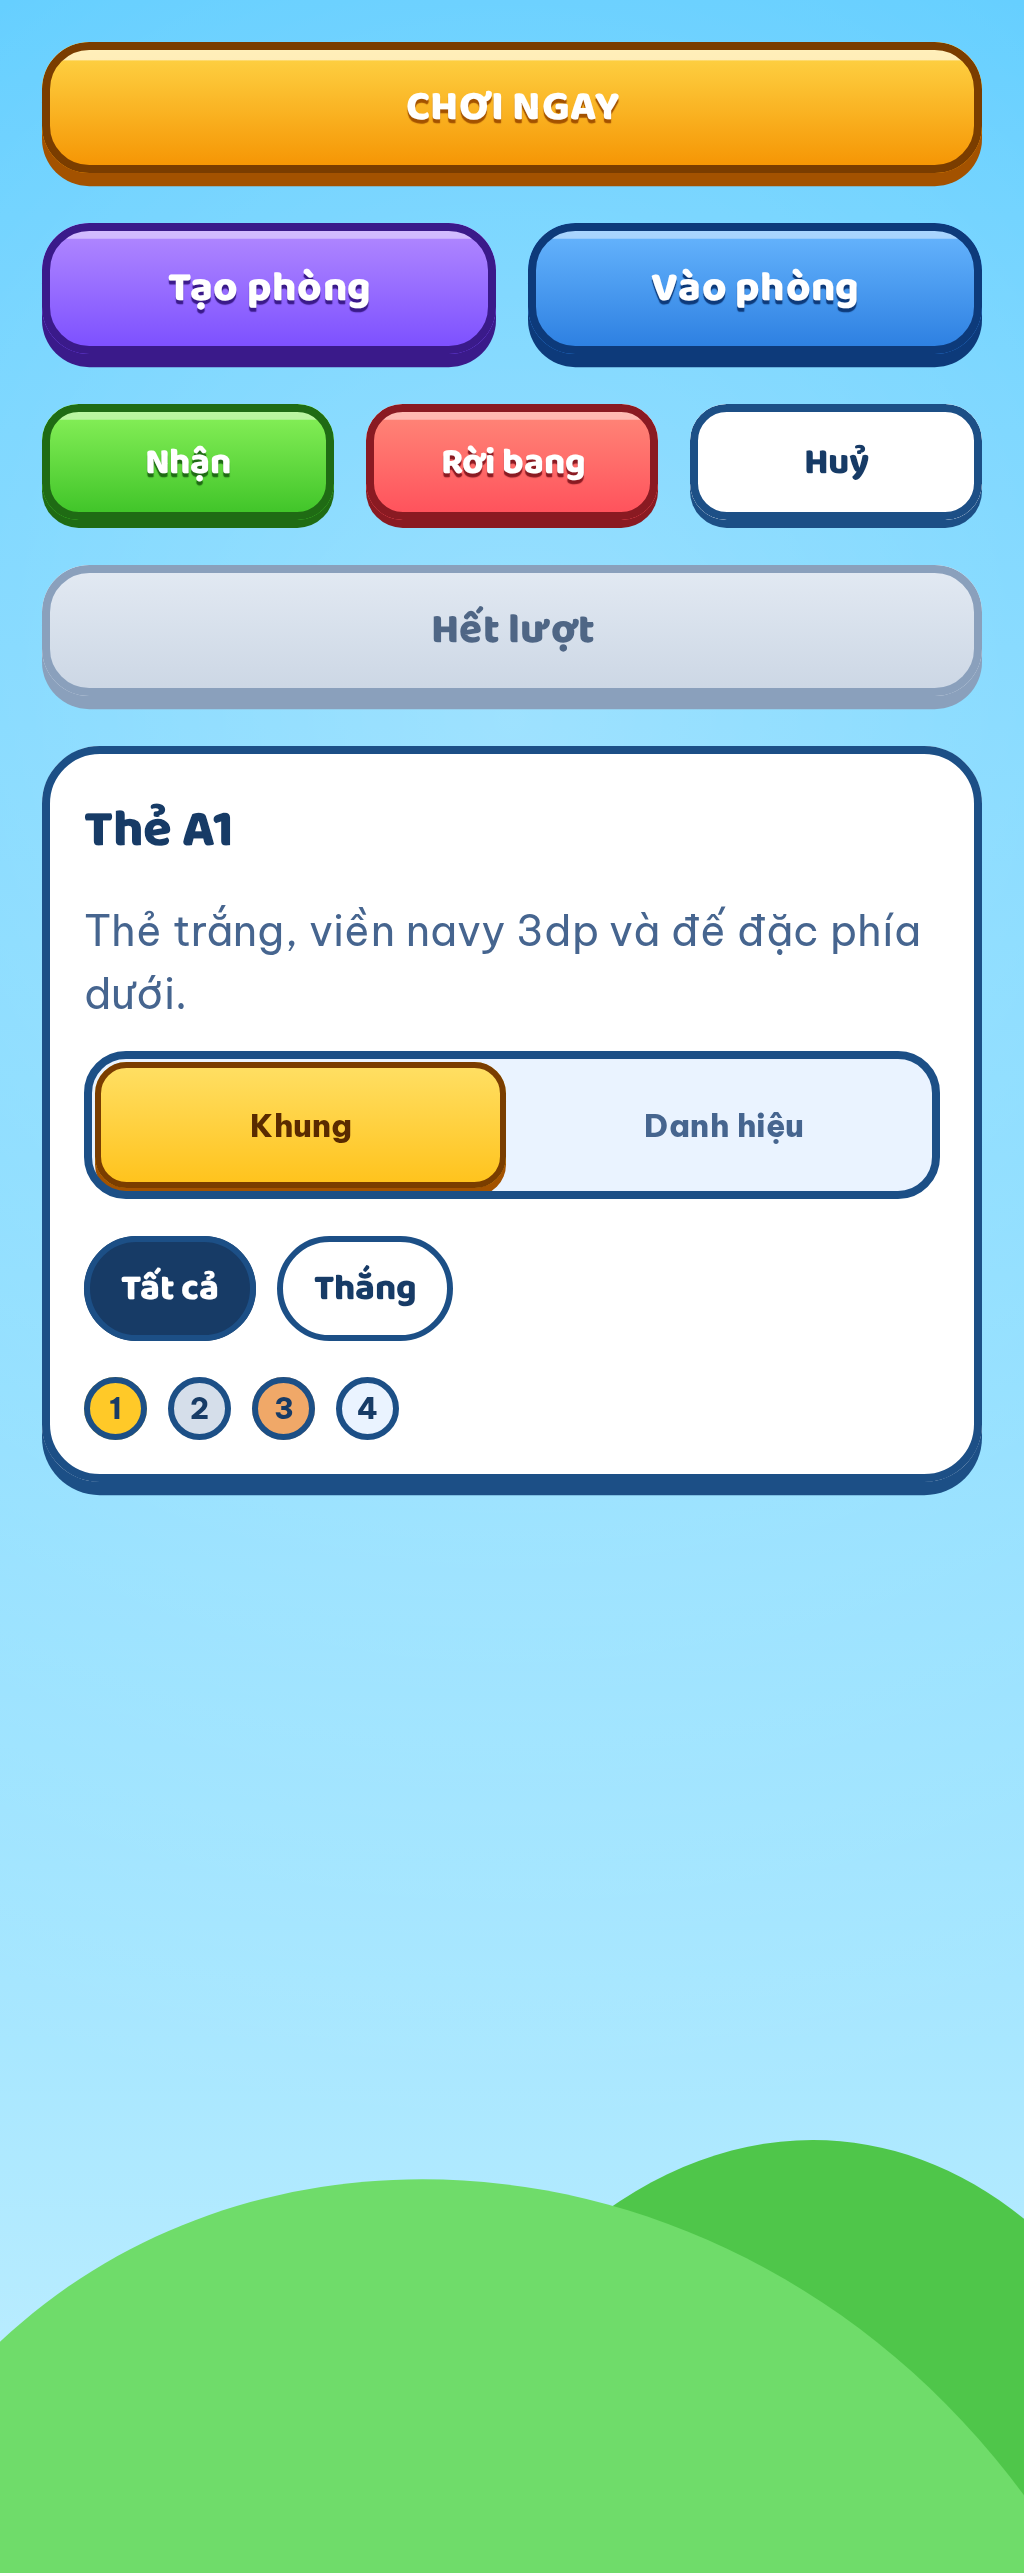 CHƠI NGAY
Tạo phòng
Vào phòng
Nhận
Rời bang
Huỷ
Hết lượt
Thẻ A1
Thẻ trắng, viền navy 3dp và đế đặc phía
dưới.
Khung
Danh hiệu
Tất cả
Thắng
1
2
3
4